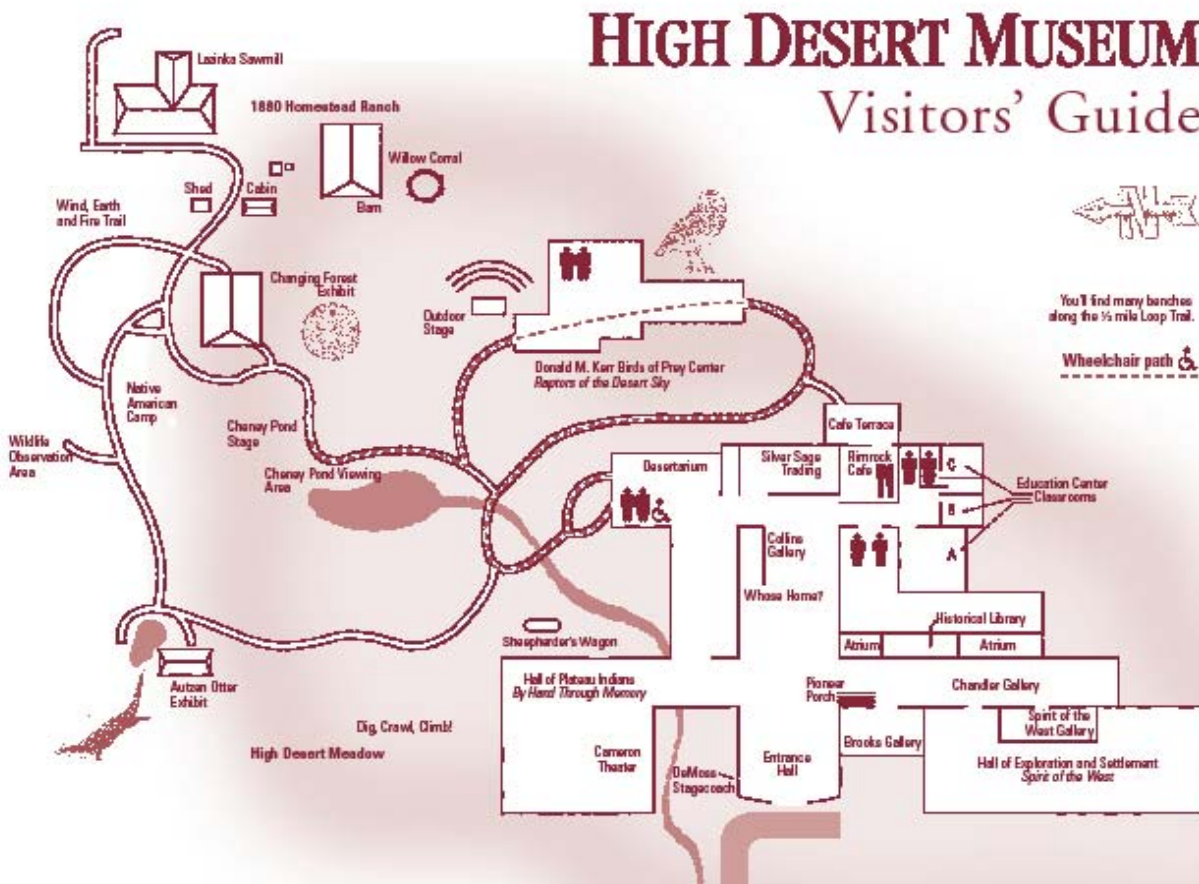 HIGH DESERT MUSEUM
Visitors' Guide
Lazinka Sawmill
1880 Homestead Ranch
Willow Corral
Shed
Cabin
Barn
Wind, Earth
and Fire Trail
N
Changing Forest
Exhibit
Outdoor
Stage
You'll find many benches
along the ⅓ mile Loop Trail.
Wheelchair path
Donald M. Kerr Birds of Prey Center
Raptors of the Desert Sky
Native
American
Camp
Cheney Pond
Stage
Cafe Terrace
Wildlife
Observation
Area
Cheney Pond Viewing
Area
Desertarium
Silver Sage
Trading
Rimrock
Cafe
C
Education Center
Classrooms
B
A
Collins
Gallery
Whose Home?
Historical Library
Sheepherder's Wagon
Atrium
Atrium
Hall of Plateau Indians
By Hand Through Memory
Pioneer
Porch
Chandler Gallery
Autzen Otter
Exhibit
Dig, Crawl, Climb!
High Desert Meadow
Spirit of the
West Gallery
Cameron
Theater
Entrance
Hall
Brooks Gallery
Hall of Exploration and Settlement
Spirit of the West
DeMoss
Stagecoach